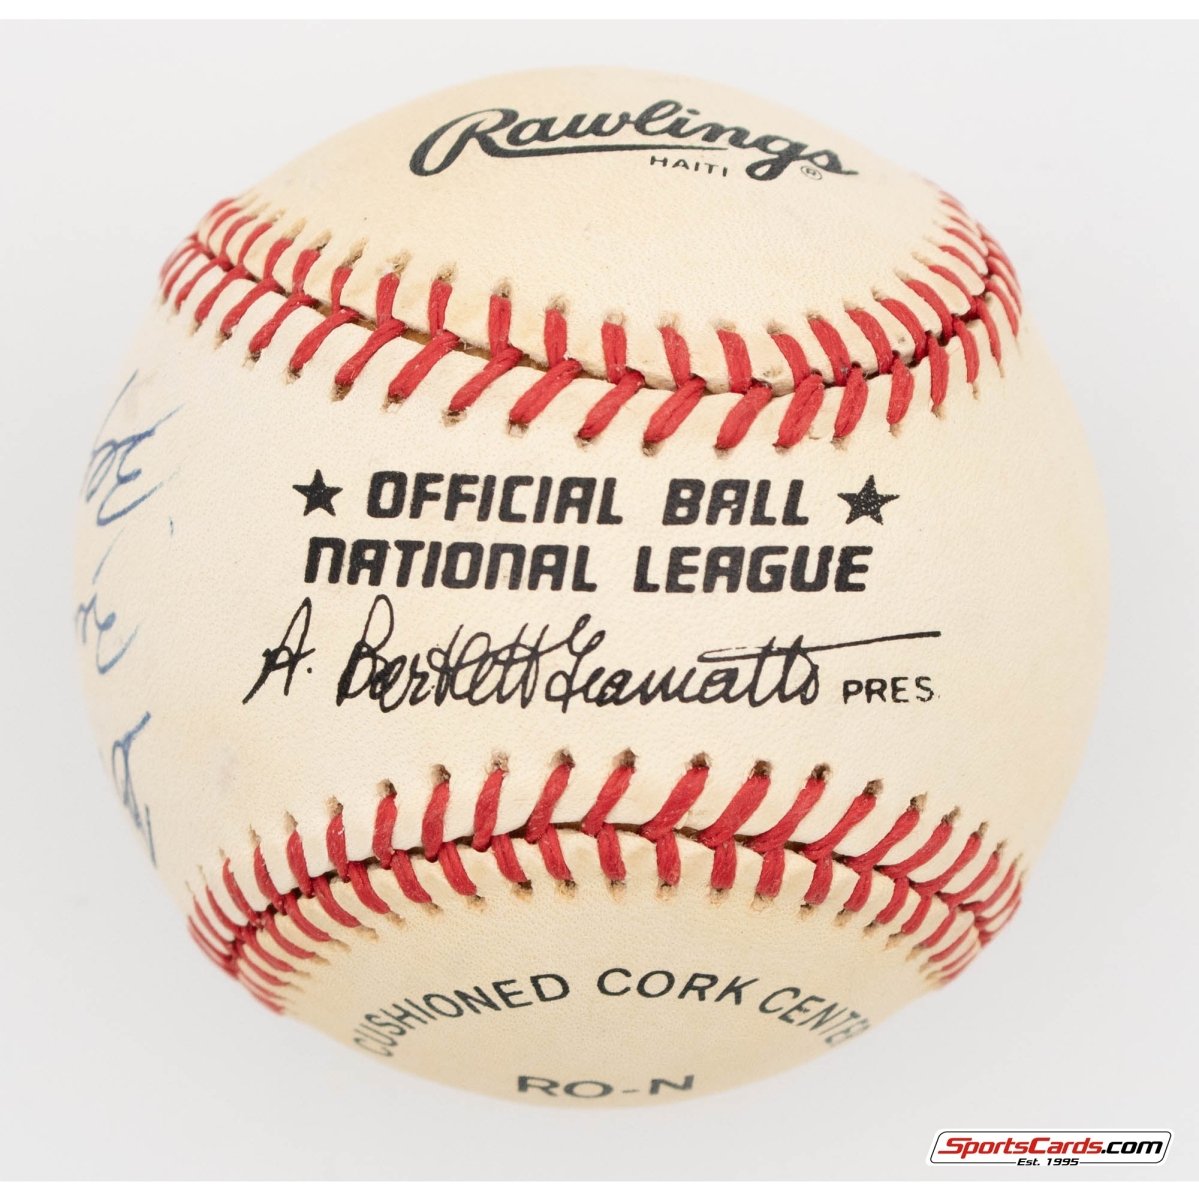 Rawlings ®
HAITI
★ OFFICIAL BALL ★
NATIONAL LEAGUE
A. Bartlett Giamatti PRES.
CUSHIONED CORK CENTER
RO-N
SportsCards.com
Est. 1995